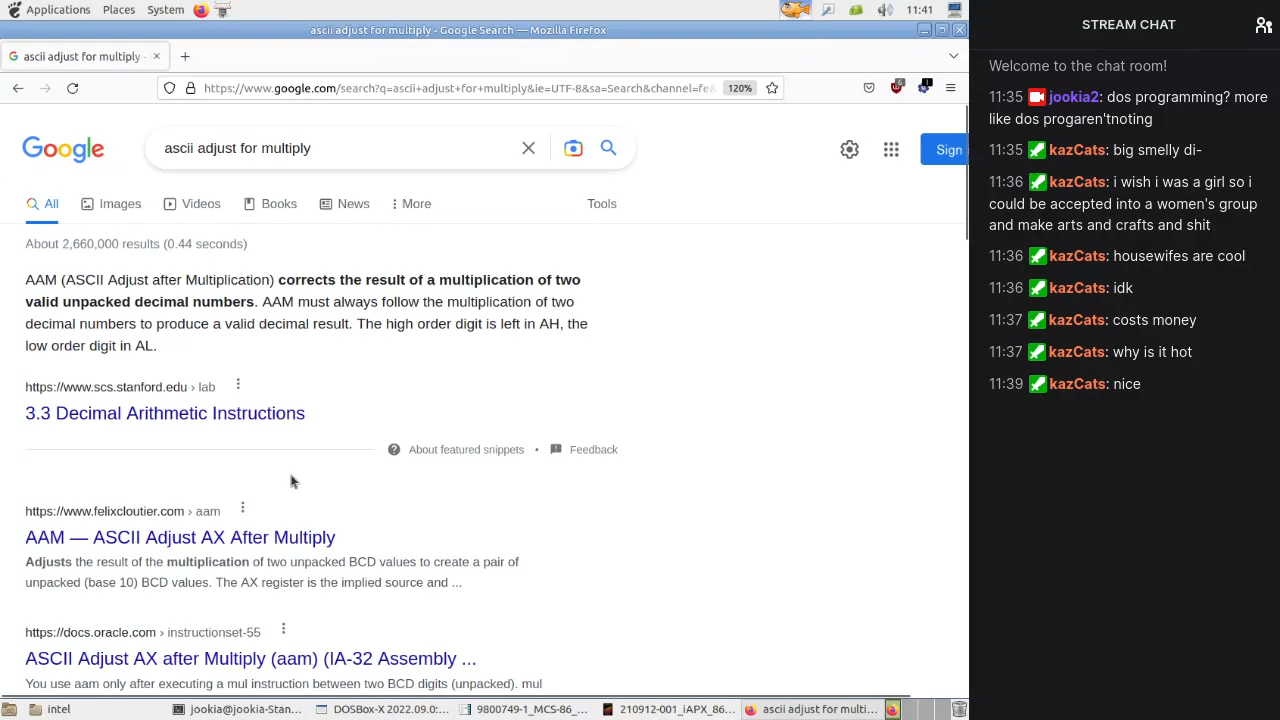 Applications Places System 11:41
ascii adjust for multiply - Google Search — Mozilla Firefox
G ascii adjust for multiply -
https://www.google.com/search?q=ascii+adjust+for+multiply&ie=UTF-8&sa=Search&channel=fe& 120% 6 1
Google ascii adjust for multiply Sign
All Images Videos Books News More Tools
About 2,660,000 results (0.44 seconds)
AAM (ASCII Adjust after Multiplication) corrects the result of a multiplication of two
valid unpacked decimal numbers. AAM must always follow the multiplication of two
decimal numbers to produce a valid decimal result. The high order digit is left in AH, the
low order digit in AL.
https://www.scs.stanford.edu › lab
3.3 Decimal Arithmetic Instructions
About featured snippets • Feedback
https://www.felixcloutier.com › aam
AAM — ASCII Adjust AX After Multiply
Adjusts the result of the multiplication of two unpacked BCD values to create a pair of
unpacked (base 10) BCD values. The AX register is the implied source and ...
https://docs.oracle.com › instructionset-55
ASCII Adjust AX after Multiply (aam) (IA-32 Assembly ...
You use aam only after executing a mul instruction between two BCD digits (unpacked). mul
intel jookia@jookia-Stan... DOSBox-X 2022.09.0:... 9800749-1_MCS-86_... 210912-001_iAPX_86... ascii adjust for multi...
STREAM CHAT
Welcome to the chat room!
11:35 jookia2: dos programming? more
like dos progaren'tnoting
11:35 kazCats: big smelly di-
11:36 kazCats: i wish i was a girl so i
could be accepted into a women's group
and make arts and crafts and shit
11:36 kazCats: housewifes are cool
11:36 kazCats: idk
11:37 kazCats: costs money
11:37 kazCats: why is it hot
11:39 kazCats: nice